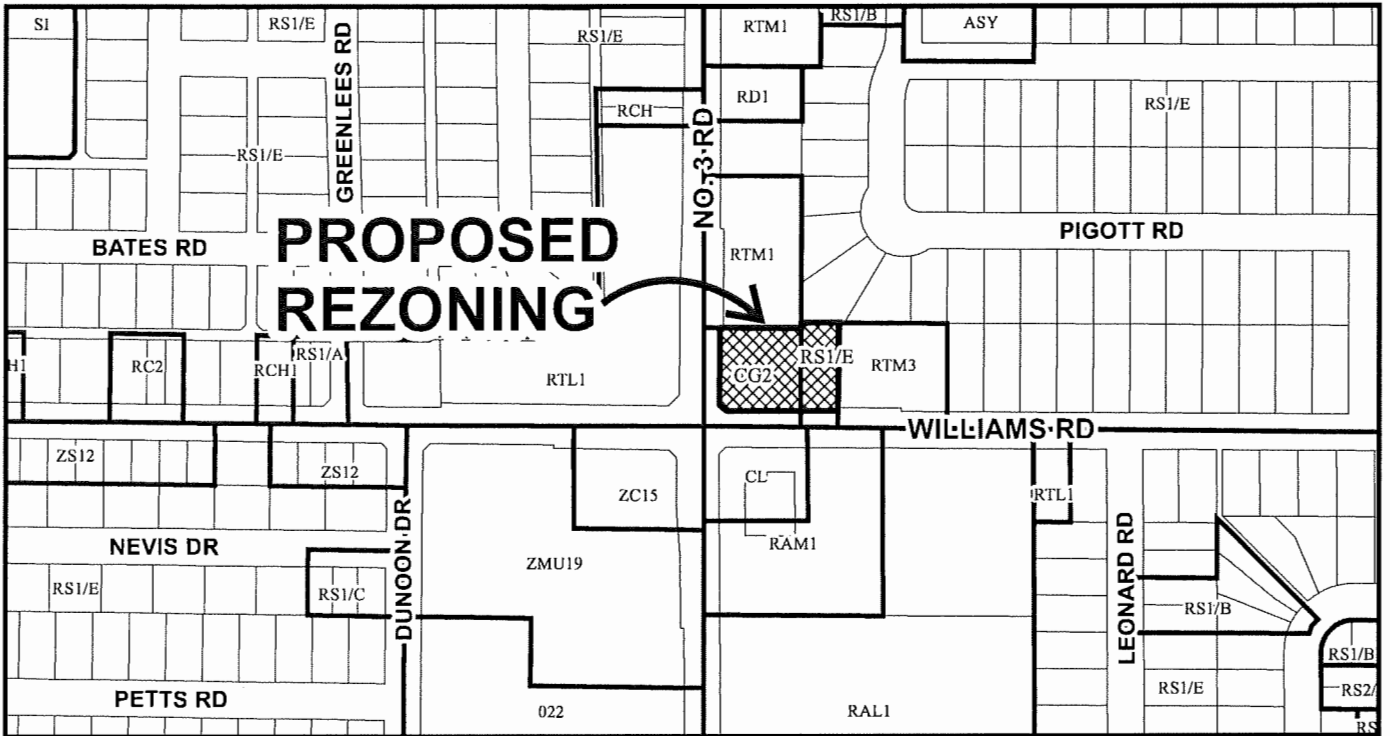 S1
RS1/E
GREENLEES RD
RS1/E
RTM1
RS1/B
ASY
RCH
NO. 3 RD
RD1
RS1/E
RS1/E
BATES RD
PROPOSED
REZONING
RTM1
PIGOTT RD
H1
RC2
RCH1
RS1/A
RTL1
CG2
RS1/E
RTM3
WILLIAMS RD
ZS12
ZS12
DUNOON DR
ZC15
CL
RTL1
LEONARD RD
NEVIS DR
ZMU19
RAM1
RS1/E
RS1/C
RS1/B
RS1/B
PETTS RD
022
RAL1
RS1/E
RS2/
RS